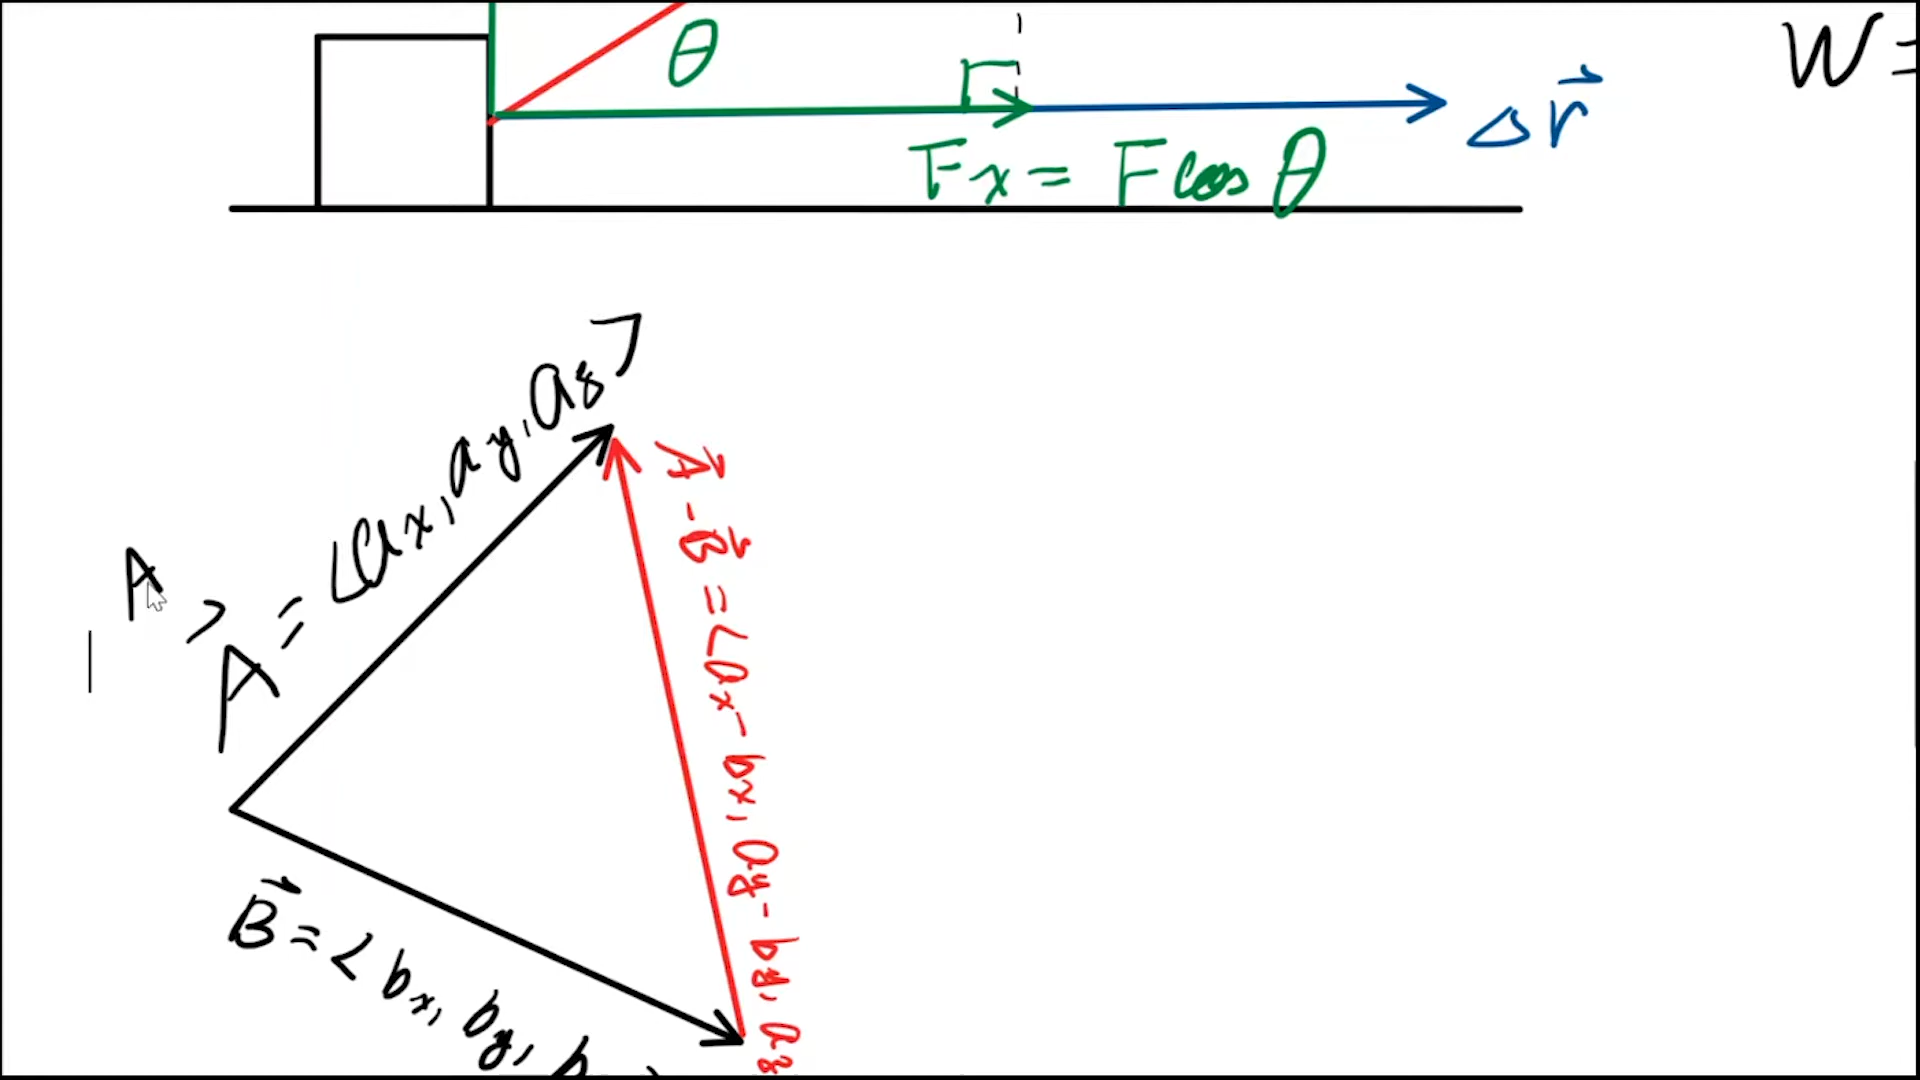 θ
W =
Δr⃗
Fx = F cos θ
A⃗ = <ax, ay, az>
| A
A⃗ - B⃗ = <ax - bx, ay - by, az
B⃗ = < bx, by, b